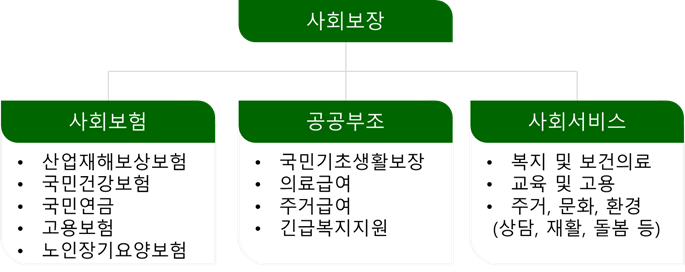 사회보장
사회보험
• 산업재해보상보험
• 국민건강보험
• 국민연금
• 고용보험
• 노인장기요양보험
공공부조
• 국민기초생활보장
• 의료급여
• 주거급여
• 긴급복지지원
사회서비스
• 복지 및 보건의료
• 교육 및 고용
• 주거, 문화, 환경
(상담, 재활, 돌봄 등)